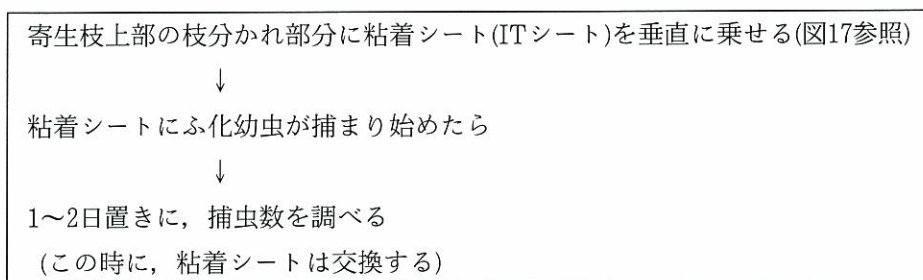 寄生枝上部の枝分かれ部分に粘着シート(ITシート)を垂直に乗せる(図17参照)
↓
粘着シートにふ化幼虫が捕まり始めたら
↓
1〜2日置きに，捕虫数を調べる
(この時に，粘着シートは交換する)